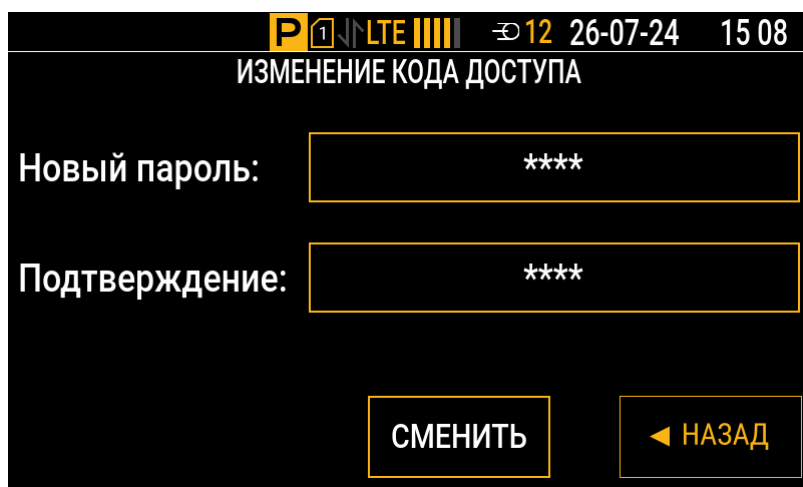 P 1 LTE 12 26-07-24 15 08
ИЗМЕНЕНИЕ КОДА ДОСТУПА
Новый пароль: ****
Подтверждение: ****
СМЕНИТЬ ◄ НАЗАД